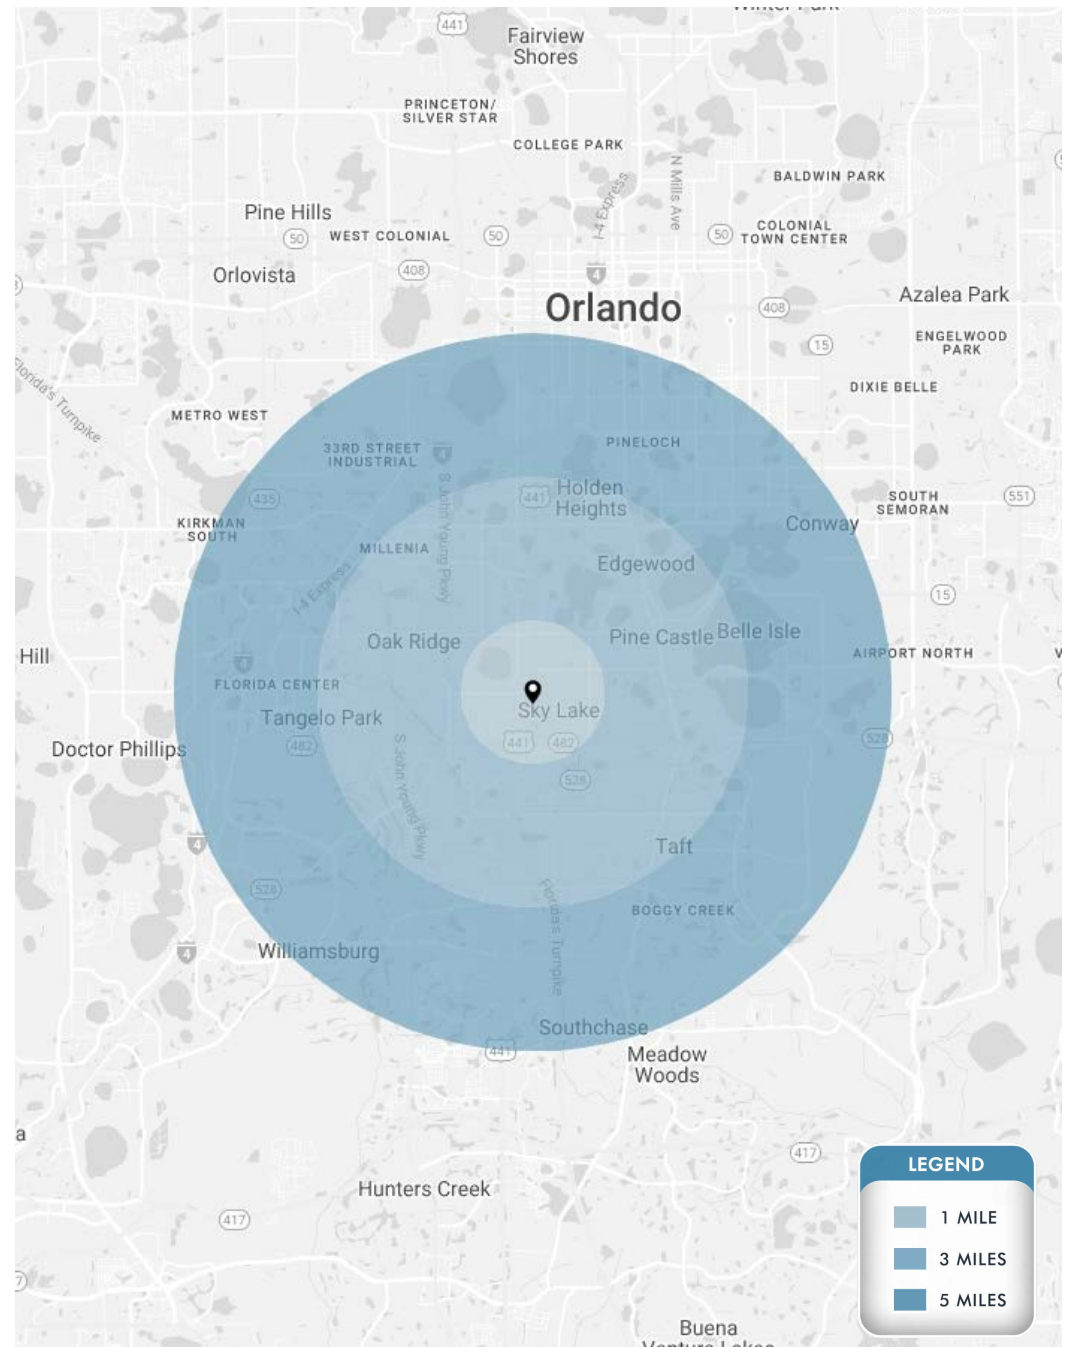 441
Fairview
Shores
PRINCETON/
SILVER STAR
COLLEGE PARK
I-4 Express
N Mills Ave
BALDWIN PARK
Pine Hills
50
WEST COLONIAL
50
50
COLONIAL
TOWN CENTER
Orlovista
408
4
Orlando
408
Azalea Park
15
ENGELWOOD
PARK
Florida's Turnpike
DIXIE BELLE
METRO WEST
33RD STREET
INDUSTRIAL
4
PINELOCH
S John Young Pkwy
435
441
Holden
Heights
SOUTH
SEMORAN
551
KIRKMAN
SOUTH
Conway
MILLENIA
Edgewood
I-4 Express
15
Oak Ridge
Pine Castle
Belle Isle
Hill
4
AIRPORT NORTH
FLORIDA CENTER
Sky Lake
Tangelo Park
482
441
482
528
Doctor Phillips
528
S John Young Pkwy
4
Taft
528
Florida's Turnpike
BOGGY CREEK
4
Williamsburg
Southchase
441
Meadow
Woods
a
417
LEGEND
Hunters Creek
417
1 MILE
3 MILES
5 MILES
7
Buena